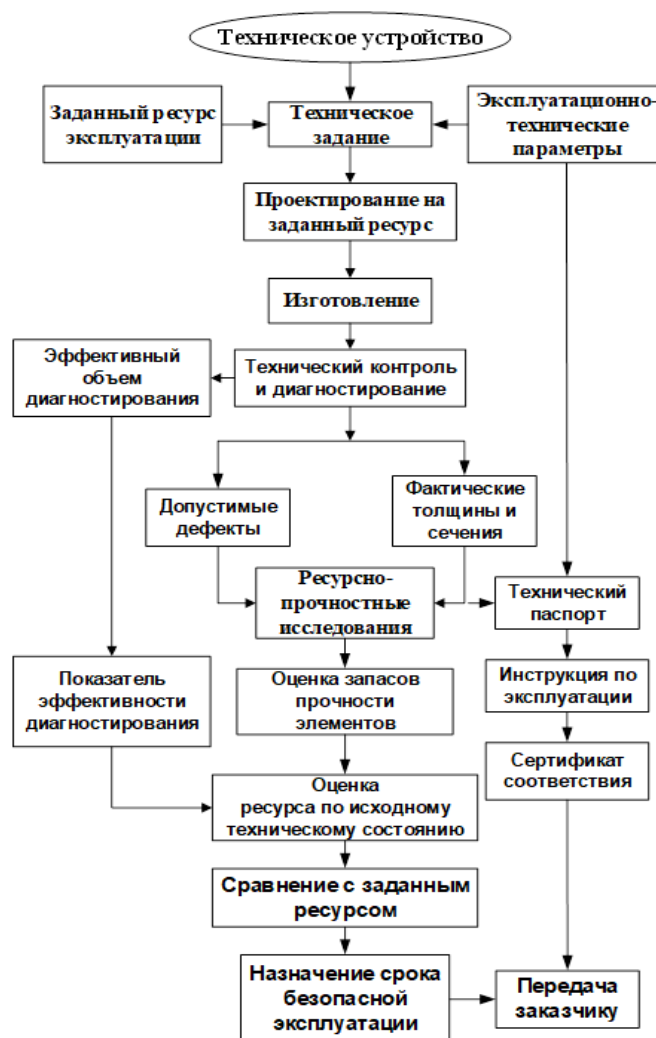 Техническое устройство
Заданный ресурс
эксплуатации
Техническое
задание
Эксплуатационно-
технические
параметры
Проектирование на
заданный ресурс
Изготовление
Эффективный
объем
диагностирования
Технический контроль
и диагностирование
Допустимые
дефекты
Фактические
толщины и
сечения
Ресурсно-
прочностные
исследования
Технический
паспорт
Показатель
эффективности
диагностирования
Оценка запасов
прочности
элементов
Инструкция по
эксплуатации
Сертификат
соответствия
Оценка
ресурса по исходному
техническому состоянию
Сравнение с заданным
ресурсом
Назначение срока
безопасной
эксплуатации
Передача
заказчику